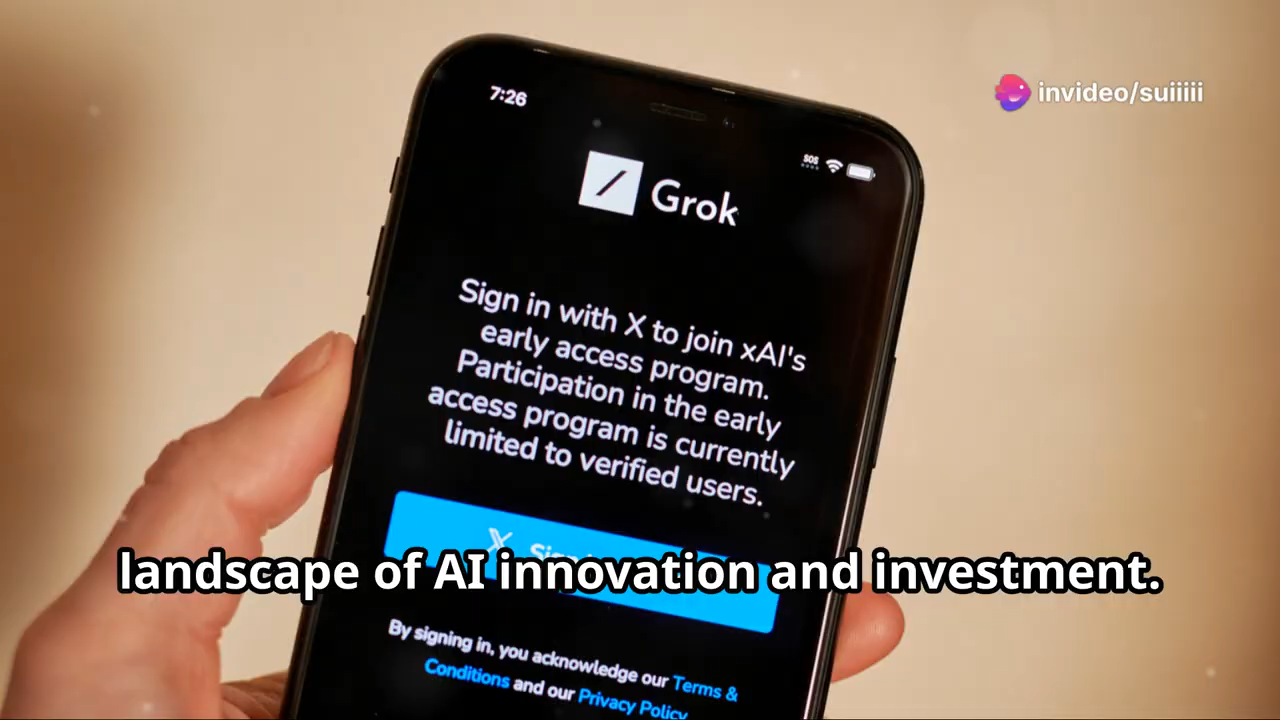 7:26
invideo/suiiiii
SOS
Grok
Sign in with X to join xAI's
early access program.
Participation in the early
access program is currently
limited to verified users.
landscape of AI innovation and investment.
By signing in, you acknowledge our Terms &
Conditions and our Privacy Policy